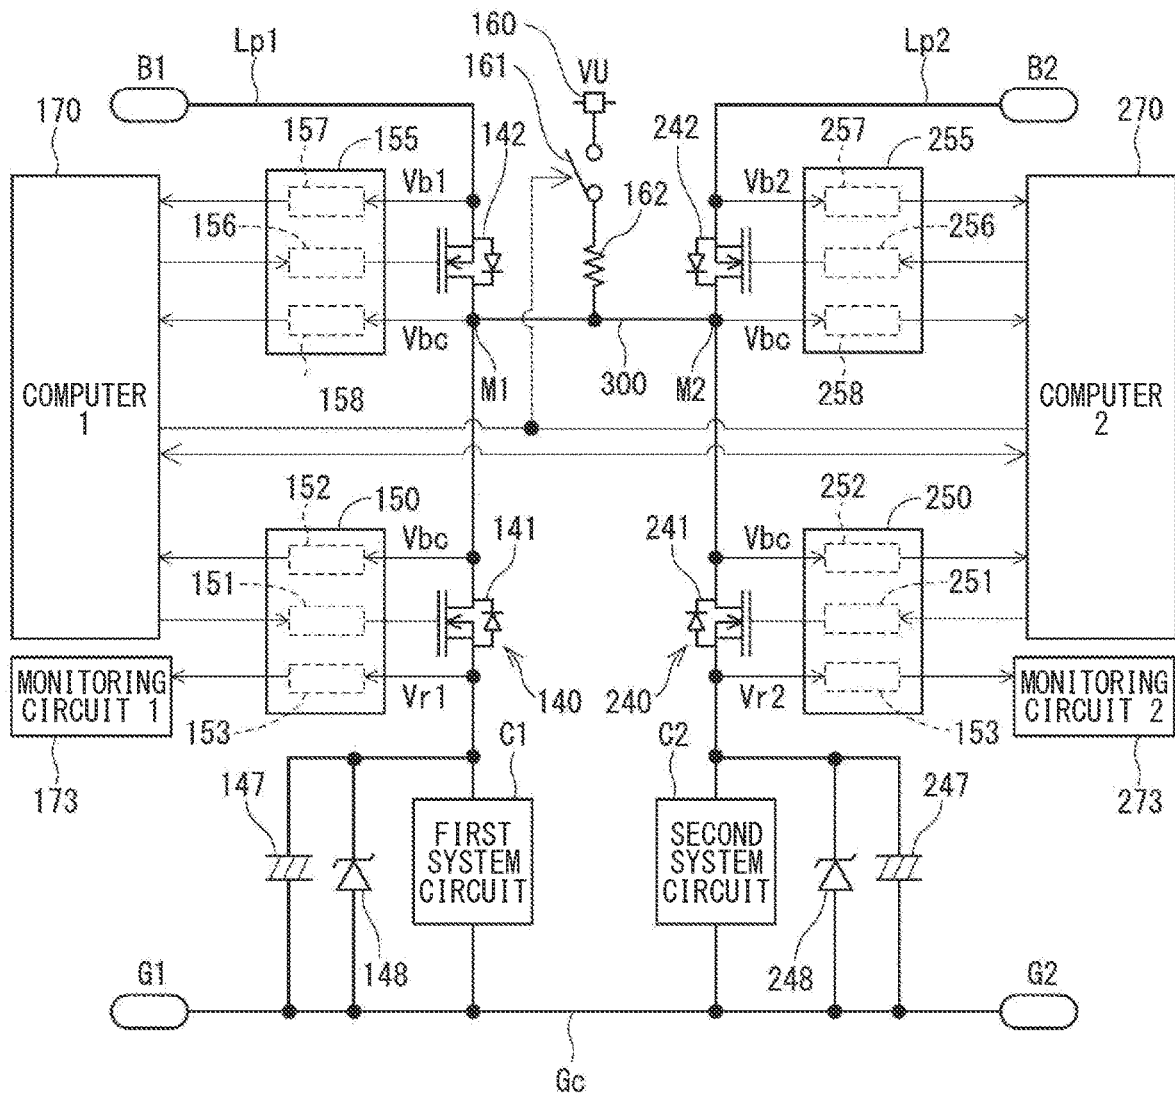 160
Lp1
161
VU
Lp2
B1
B2
170
157
155
142
242
257
255
270
Vb1
Vb2
156
162
256
Vbc
Vbc
M1
300
M2
158
258
COMPUTER
1
COMPUTER
2
152
150
141
241
252
250
Vbc
Vbc
151
251
MONITORING
CIRCUIT 1
Vr1
140
240
Vr2
MONITORING
CIRCUIT 2
153
153
173
147
C1
C2
247
273
FIRST
SYSTEM
CIRCUIT
SECOND
SYSTEM
CIRCUIT
148
248
G1
G2
Gc